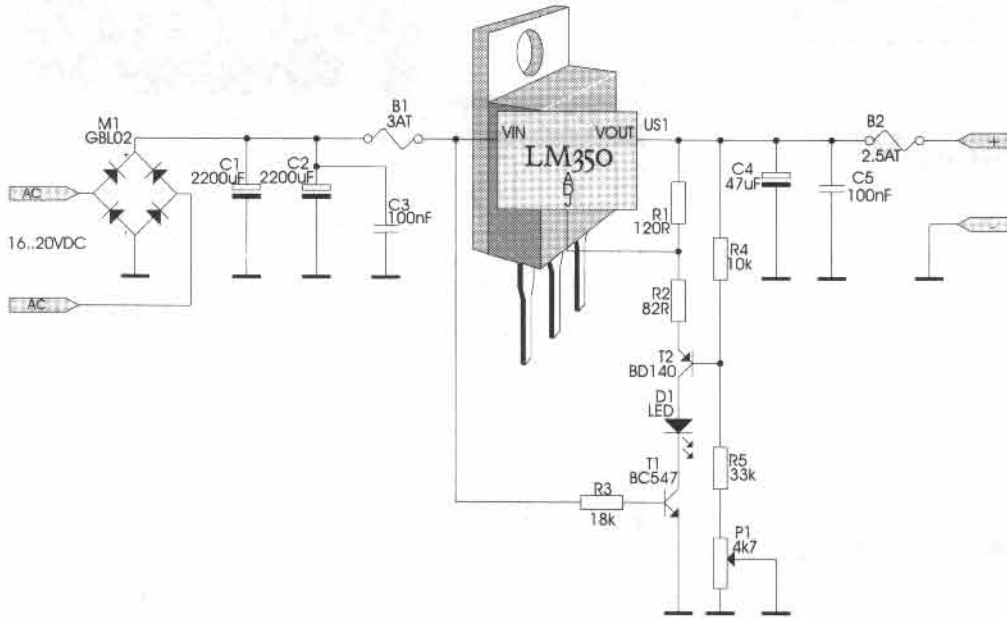 M1
GBL02
AC
16..20VDC
AC
C1
2200uF
C2
2200uF
C3
100nF
B1
3AT
VIN
VOUT
LM350
ADJ
US1
R1
120R
R2
82R
R4
10k
C4
47uF
C5
100nF
B2
2.5AT
+
-
T2
BD140
D1
LED
T1
BC547
R3
18k
R5
33k
P1
4k7